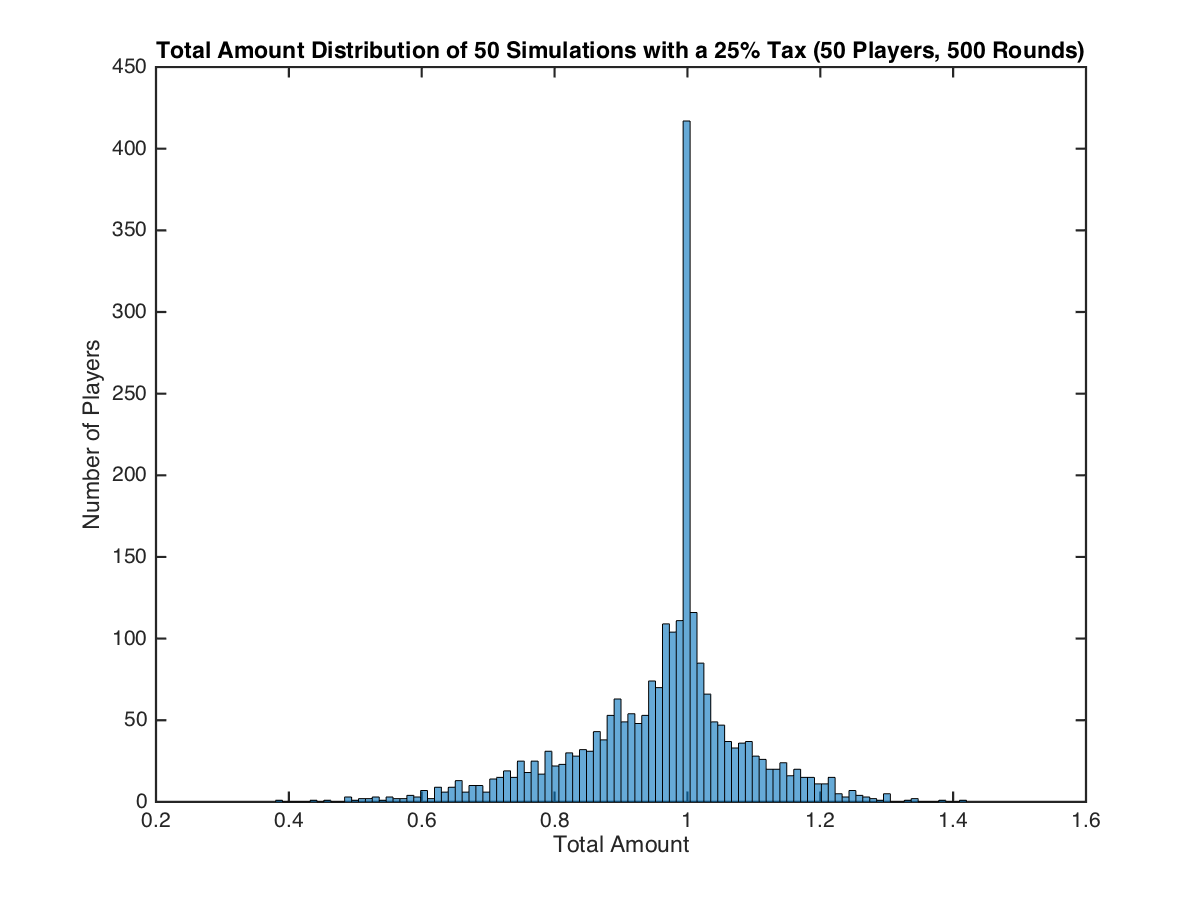 Total Amount Distribution of 50 Simulations with a 25% Tax (50 Players, 500 Rounds)
450
400
350
300
250
200
150
100
50
0
Number of Players
0.2 0.4 0.6 0.8 1 1.2 1.4 1.6
Total Amount